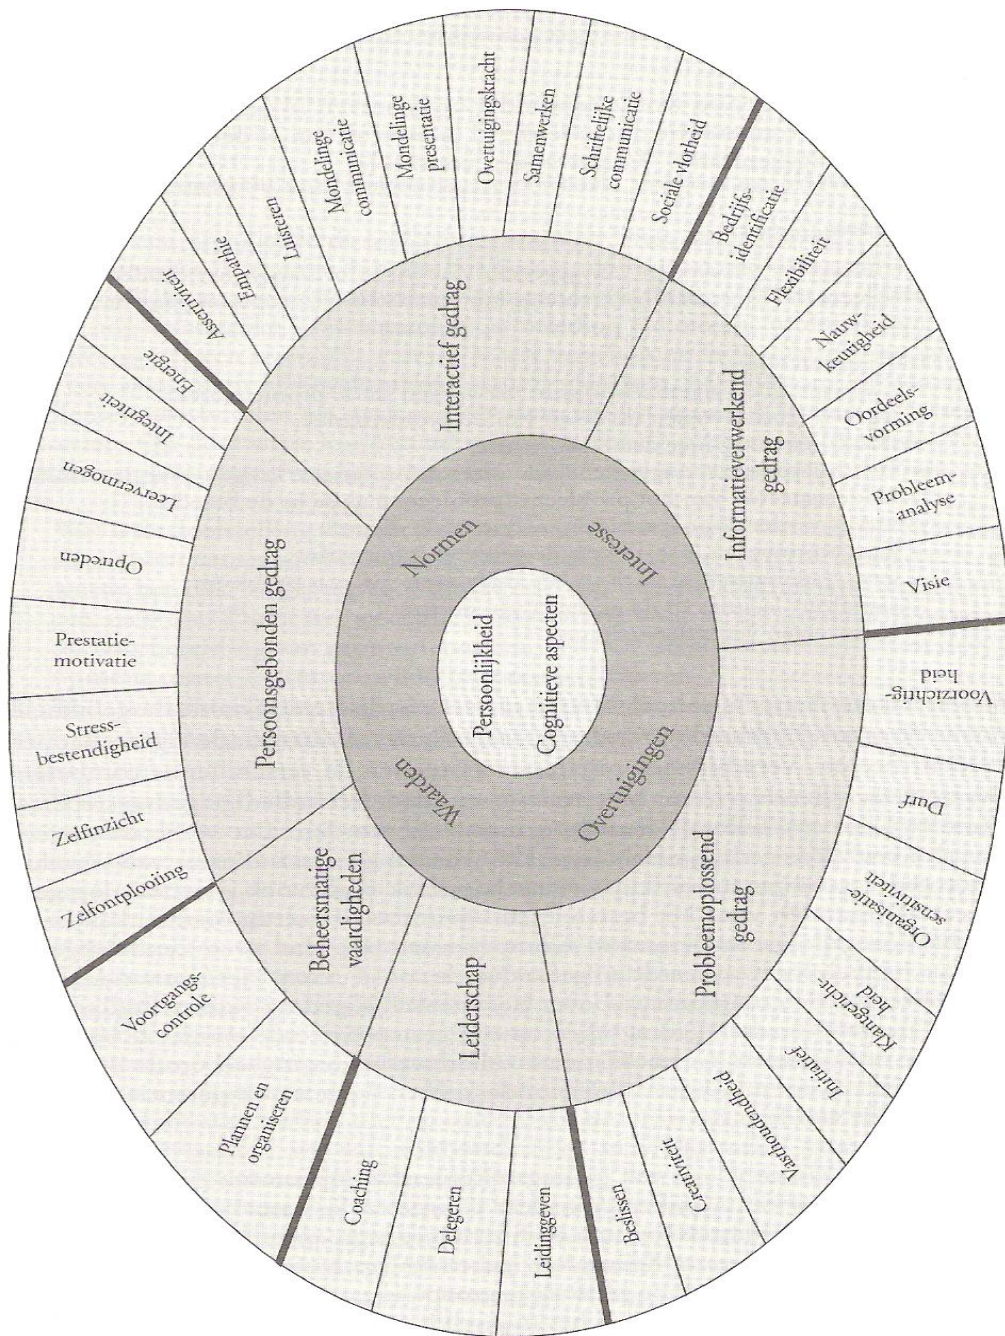 Persoonlijkheid
Cognitieve aspecten
Normen
Interesse
Overtuigingen
Waarden
Interactief gedrag
Informatieverwerkend
gedrag
Probleemoplossend
gedrag
Leiderschap
Beheersmatige
vaardigheden
Persoonsgebonden gedrag
Assertiviteit
Empathie
Luisteren
Mondelinge
communicatie
Mondelinge
presentatie
Overtuigingskracht
Samenwerken
Schriftelijke
communicatie
Sociale vlotheid
Bedrijfs-
identificatie
Flexibiliteit
Nauw-
keurigheid
Oordeels-
vorming
Probleem-
analyse
Visie
Voorzichtig-
heid
Durf
Organisatie-
sensitiviteit
Klantgericht-
heid
Initiatief
Vasthoudendheid
Creativiteit
Beslissen
Leidinggeven
Delegeren
Coaching
Plannen en
organiseren
Voortgangs-
controle
Zelfontplooiing
Zelfinzicht
Stress-
bestendigheid
Prestatie-
motivatie
Optreden
Leervermogen
Integriteit
Energie